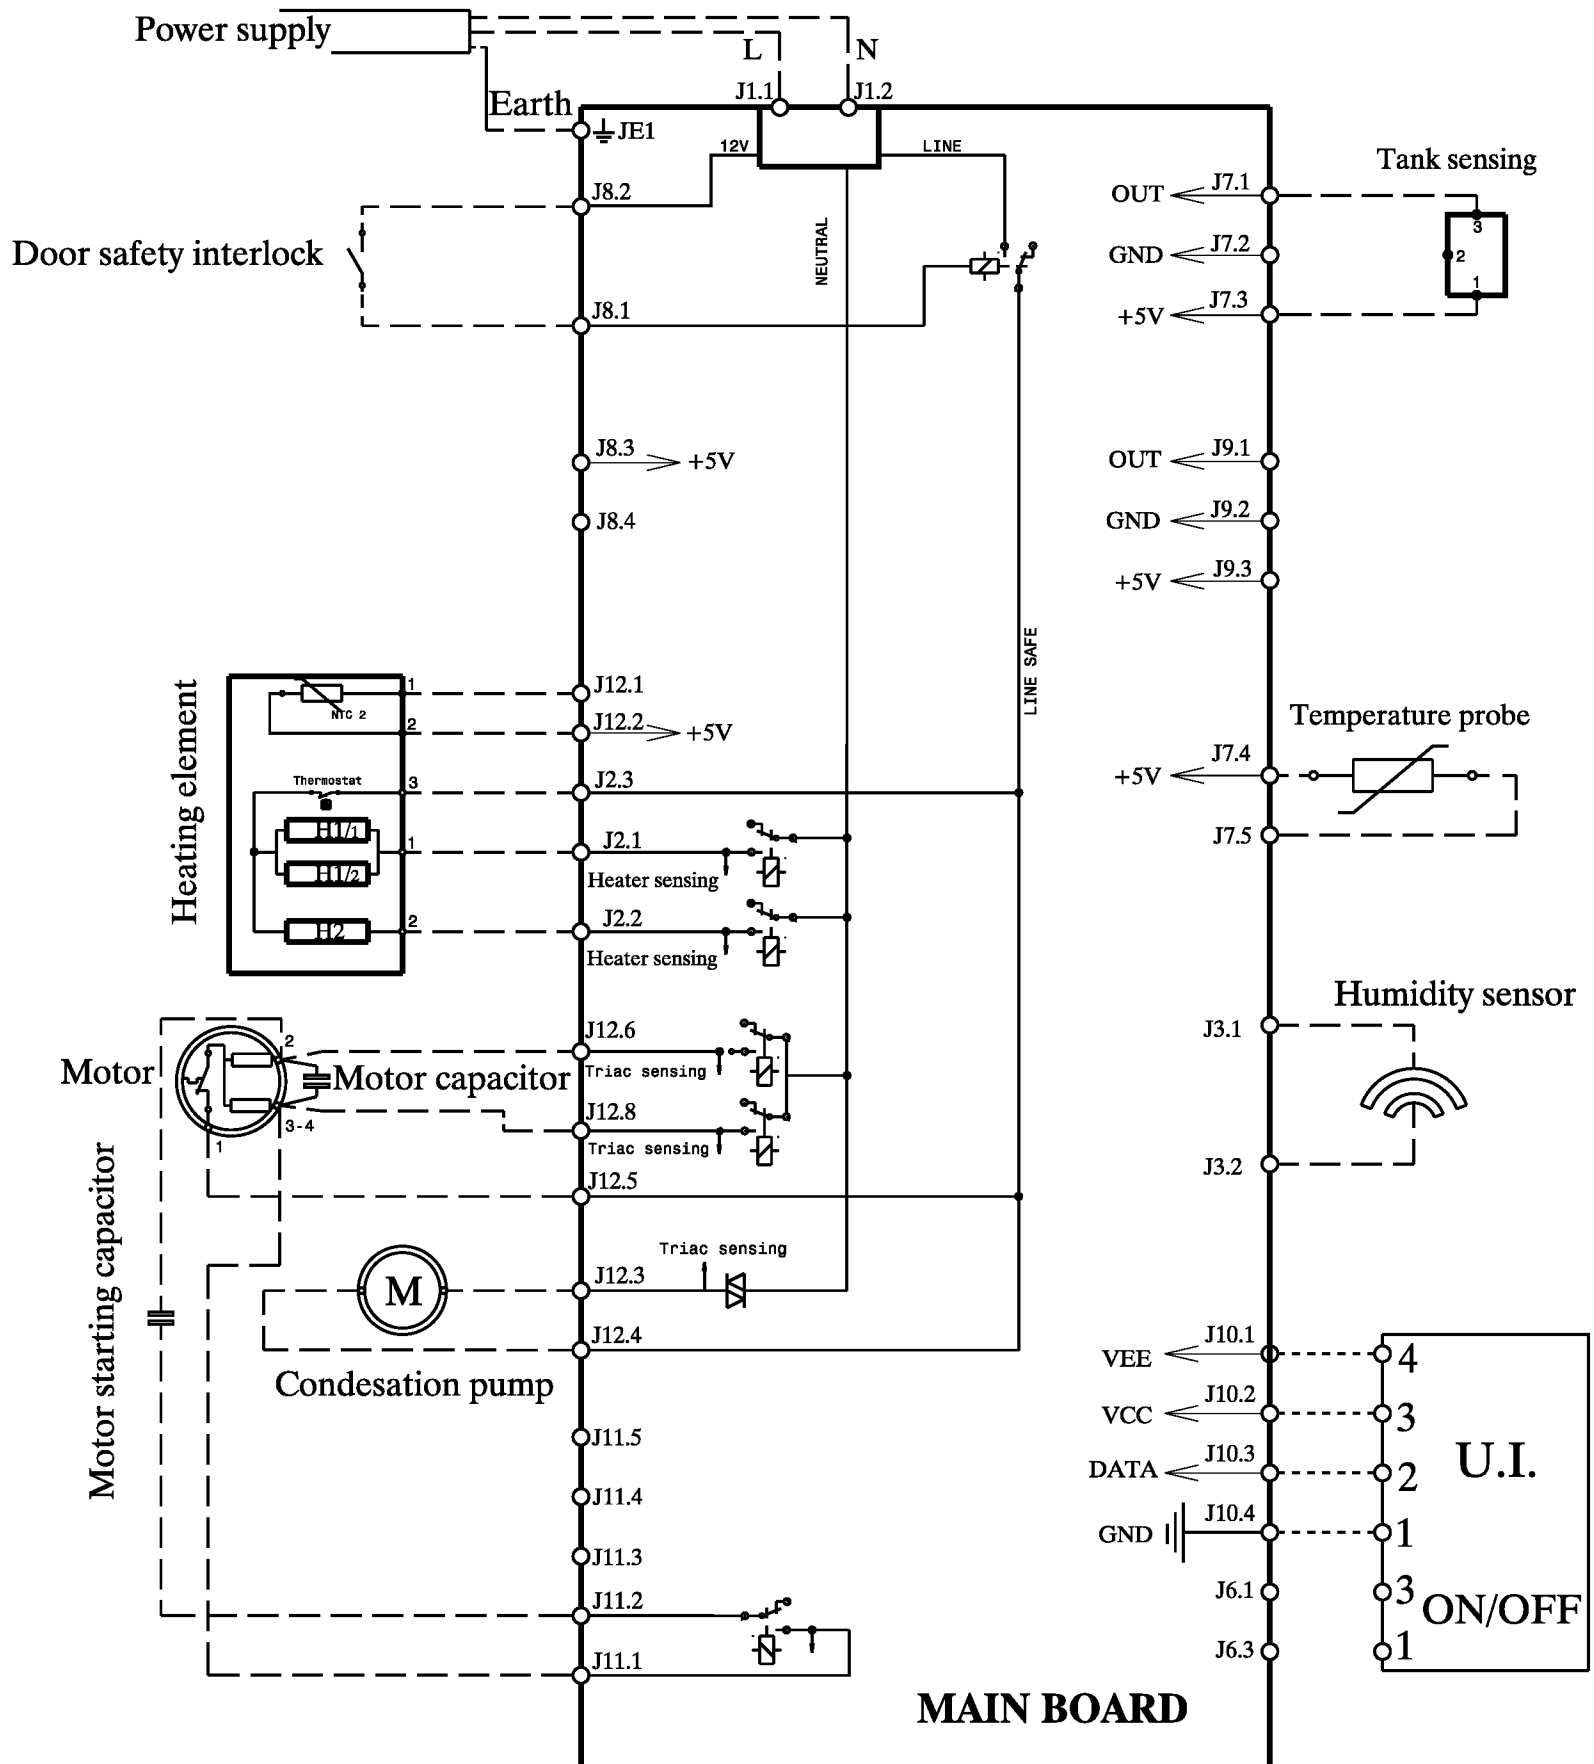 Power supply
L
N
J1.1
J1.2
Earth
JE1
12V
LINE
Tank sensing
J8.2
OUT
J7.1
3
Door safety interlock
NEUTRAL
GND
J7.2
2
1
J8.1
+5V
J7.3
J8.3
+5V
OUT
J9.1
J8.4
GND
J9.2
+5V
J9.3
LINE SAFE
Heating element
1
J12.1
NTC 2
2
J12.2
+5V
Temperature probe
Thermostat
3
J2.3
+5V
J7.4
H1/1
1
J2.1
J7.5
H1/2
Heater sensing
H2
2
J2.2
Heater sensing
Humidity sensor
J12.6
J3.1
2
Motor
Motor capacitor
Triac sensing
J12.8
3-4
1
Triac sensing
J3.2
J12.5
Motor starting capacitor
Triac sensing
M
J12.3
J12.4
Condesation pump
VEE
J10.1
4
VCC
J10.2
3
U.I.
J11.5
DATA
J10.3
2
J11.4
GND
J10.4
1
J11.3
J6.1
3
ON/OFF
J11.2
J6.3
1
J11.1
MAIN BOARD